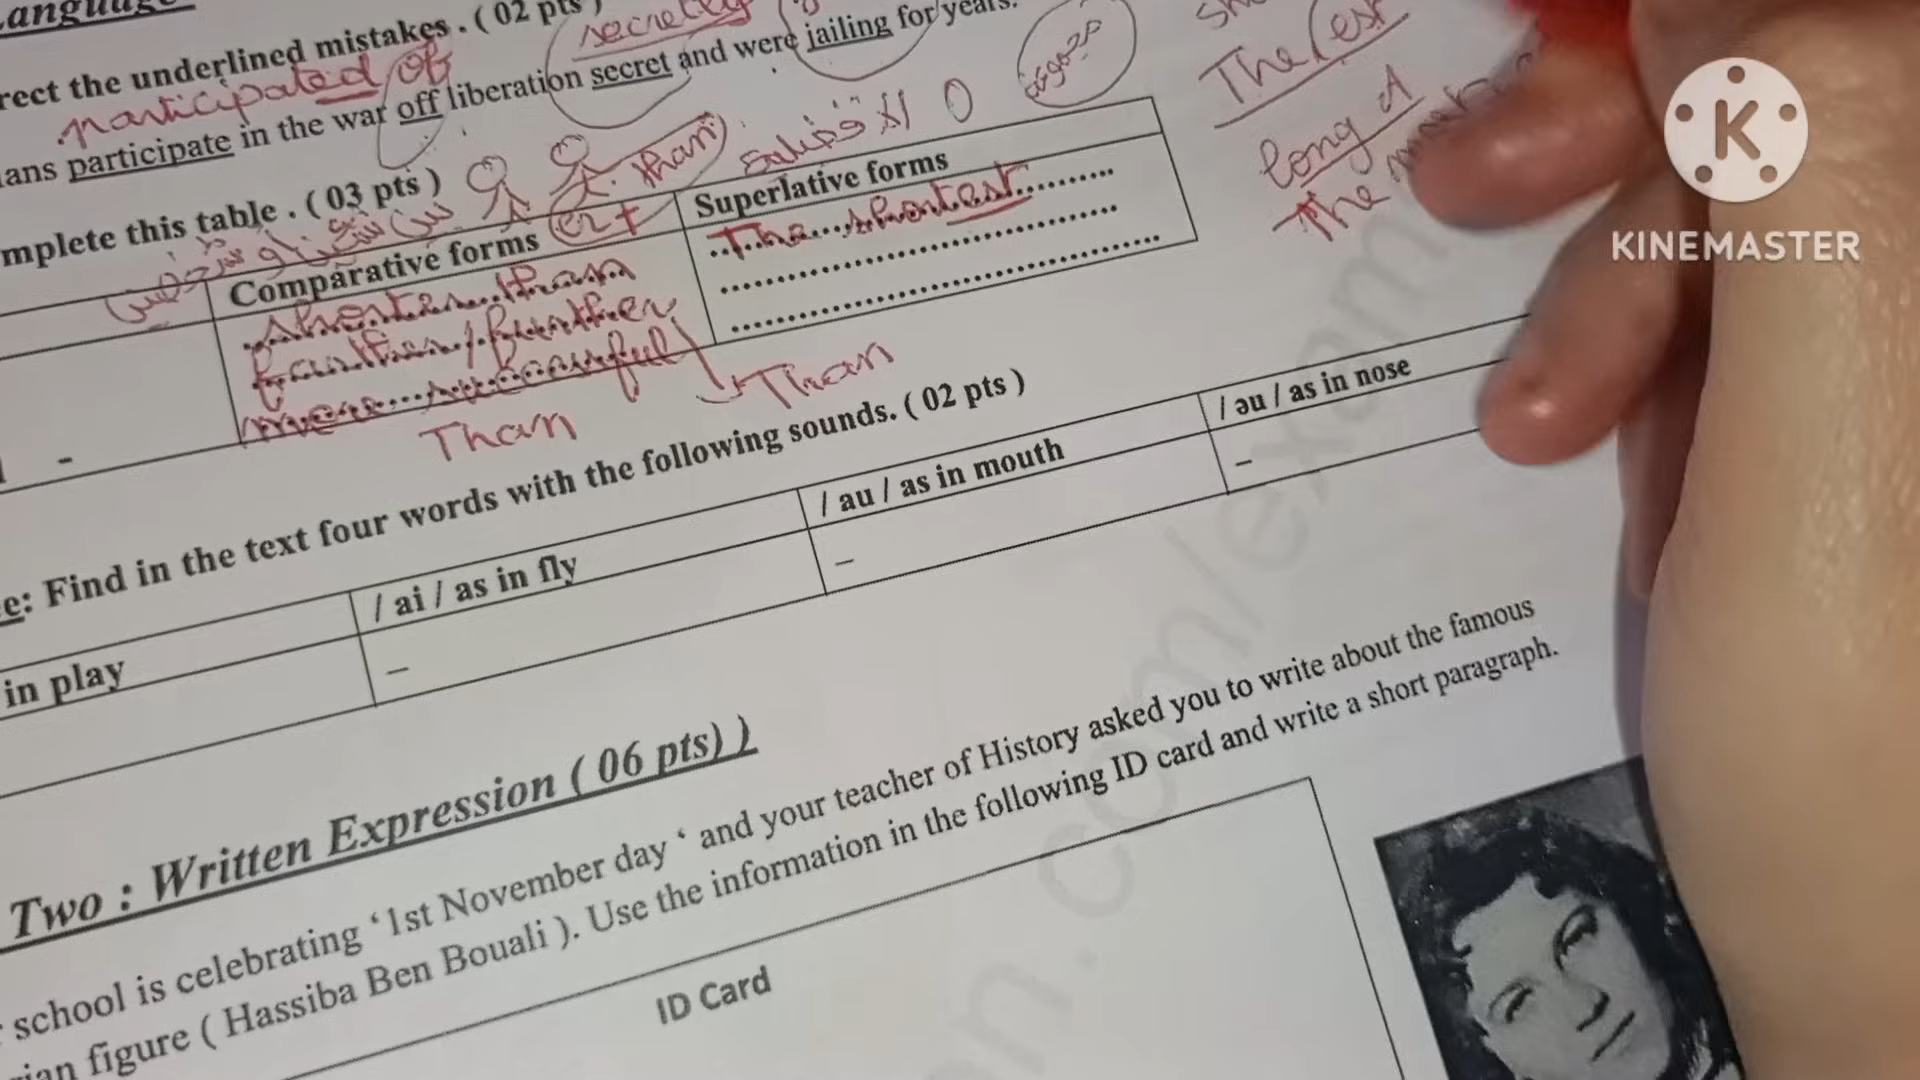 Language
rect the underlined mistakes . ( 02 pts )
secretly
participated of
ans participate in the war off liberation secret and were jailing for years.
The est
long A
The
mplete this table . ( 03 pts )
than
Comparative forms
er +
Superlative forms
shorter than
The shortest
farther / further
more successful
Than
Than
e: Find in the text four words with the following sounds. ( 02 pts )
in play
/ ai / as in fly
/ au / as in mouth
/ əu / as in nose
–
–
–
Two : Written Expression ( 06 pts) )
school is celebrating ‘ 1st November day ‘ and your teacher of History asked you to write about the famous
ian figure ( Hassiba Ben Bouali ). Use the information in the following ID card and write a short paragraph.
ID Card
K
KINEMASTER
.com/exam